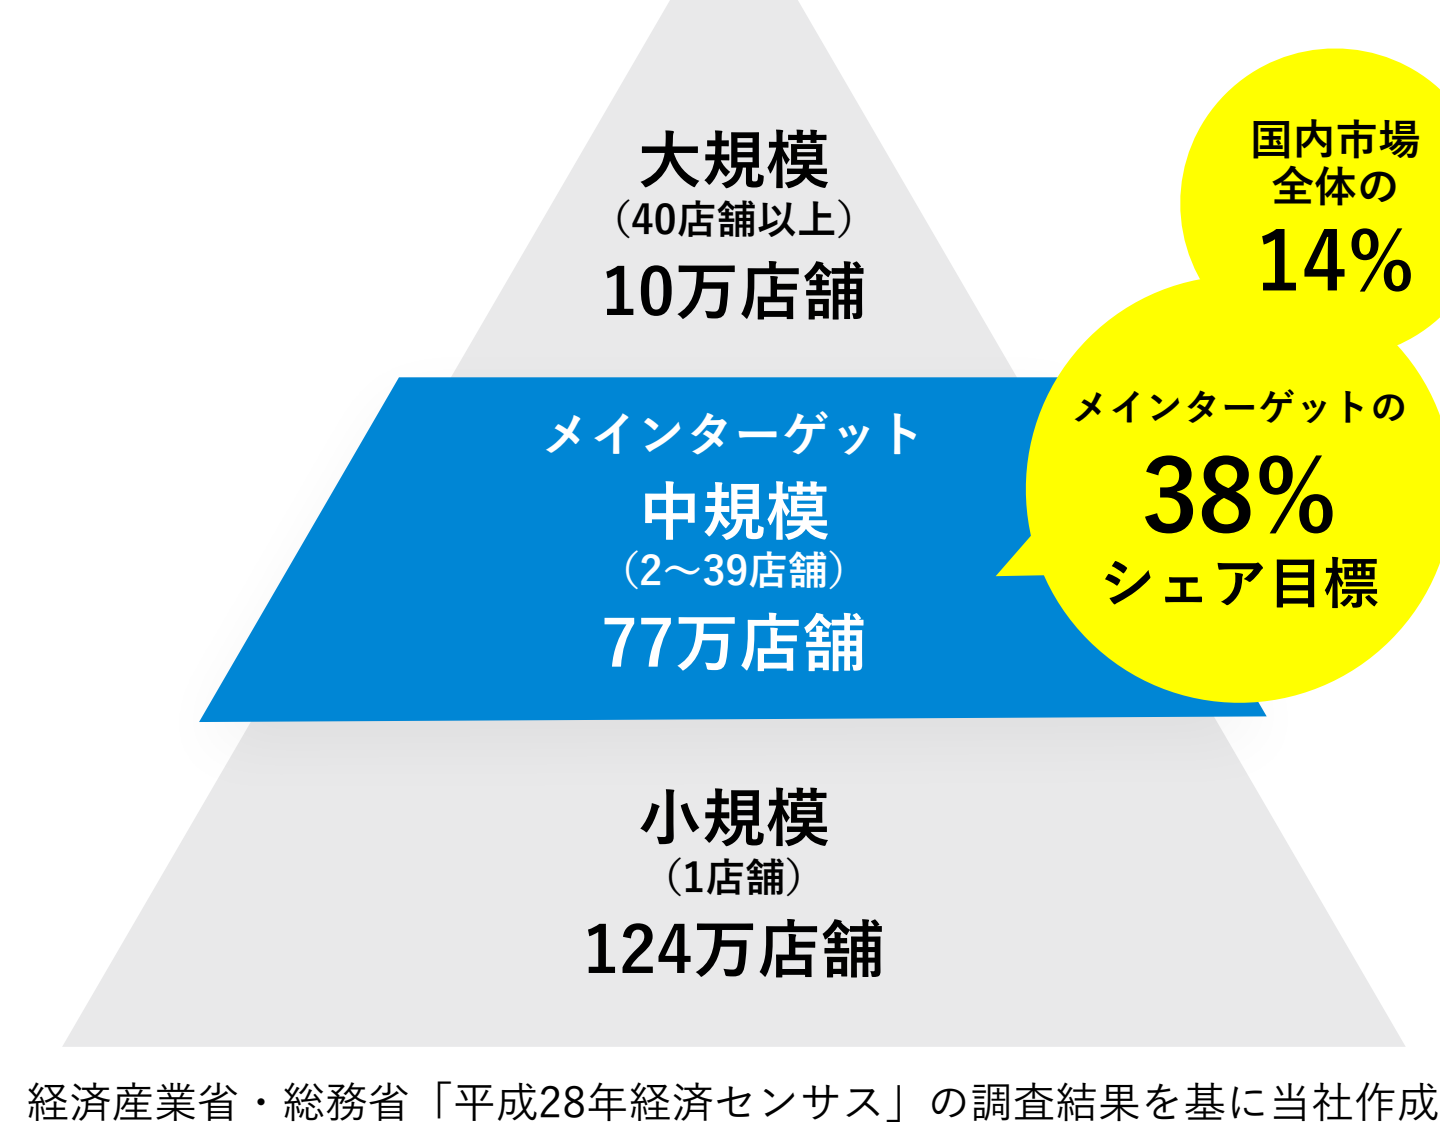 大規模
（40店舗以上）
10万店舗
国内市場
全体の
14%
メインターゲット
中規模
（2〜39店舗）
77万店舗
メインターゲットの
38%
シェア目標
小規模
（1店舗）
124万店舗
経済産業省・総務省「平成28年経済センサス」の調査結果を基に当社作成